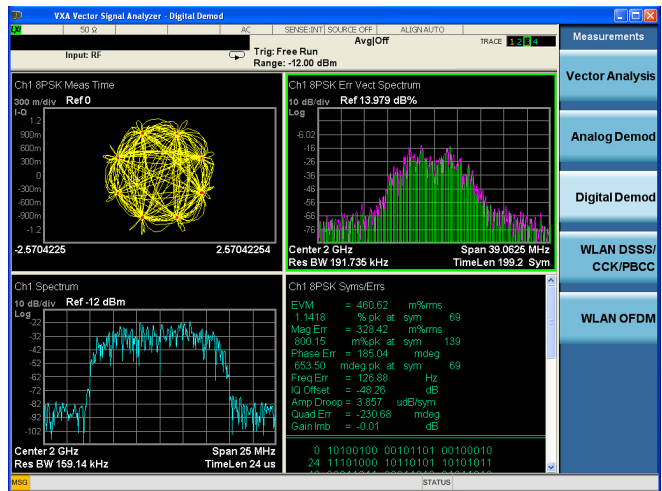 VXA Vector Signal Analyzer - Digital Demod
LXI 50 Ω AC SENSE:INT SOURCE OFF ALIGN AUTO
Avg|Off TRACE 1 2 3 4
Input: RF Trig: Free Run
Range: -12.00 dBm
Measurements
Vector Analysis
Analog Demod
Digital Demod
WLAN DSSS/
CCK/PBCC
WLAN OFDM
Ch1 8PSK Meas Time
300 m/div Ref 0
I-Q
1.2
900m
600m
300m
0
-300m
-600m
-900m
-1.2
-2.5704225 2.57042254
Ch1 8PSK Err Vect Spectrum
10 dB/div Ref 13.979 dB%
Log
-6.02
-16
-26
-36
-46
-56
-66
-76
Center 2 GHz Span 39.0625 MHz
Res BW 191.735 kHz TimeLen 199.2 Sym
Ch1 Spectrum
10 dB/div Ref -12 dBm
Log
-22
-32
-42
-52
-62
-72
-82
-92
-102
Center 2 GHz Span 25 MHz
Res BW 159.14 kHz TimeLen 24 us
Ch1 8PSK Syms/Errs
EVM = 460.62 m%rms
1.1418 % pk at sym 69
Mag Err = 328.42 m%rms
800.15 m%pk at sym 139
Phase Err = 185.04 mdeg
653.50 mdeg pk at sym 69
Freq Err = 126.88 Hz
IQ Offset = -48.26 dB
Amp Droop = 3.857 udB/sym
Quad Err = -230.68 mdeg
Gain Imb = -0.01 dB
0 10100100 00101101 00100010
24 11101000 10110101 10101011
MSG STATUS